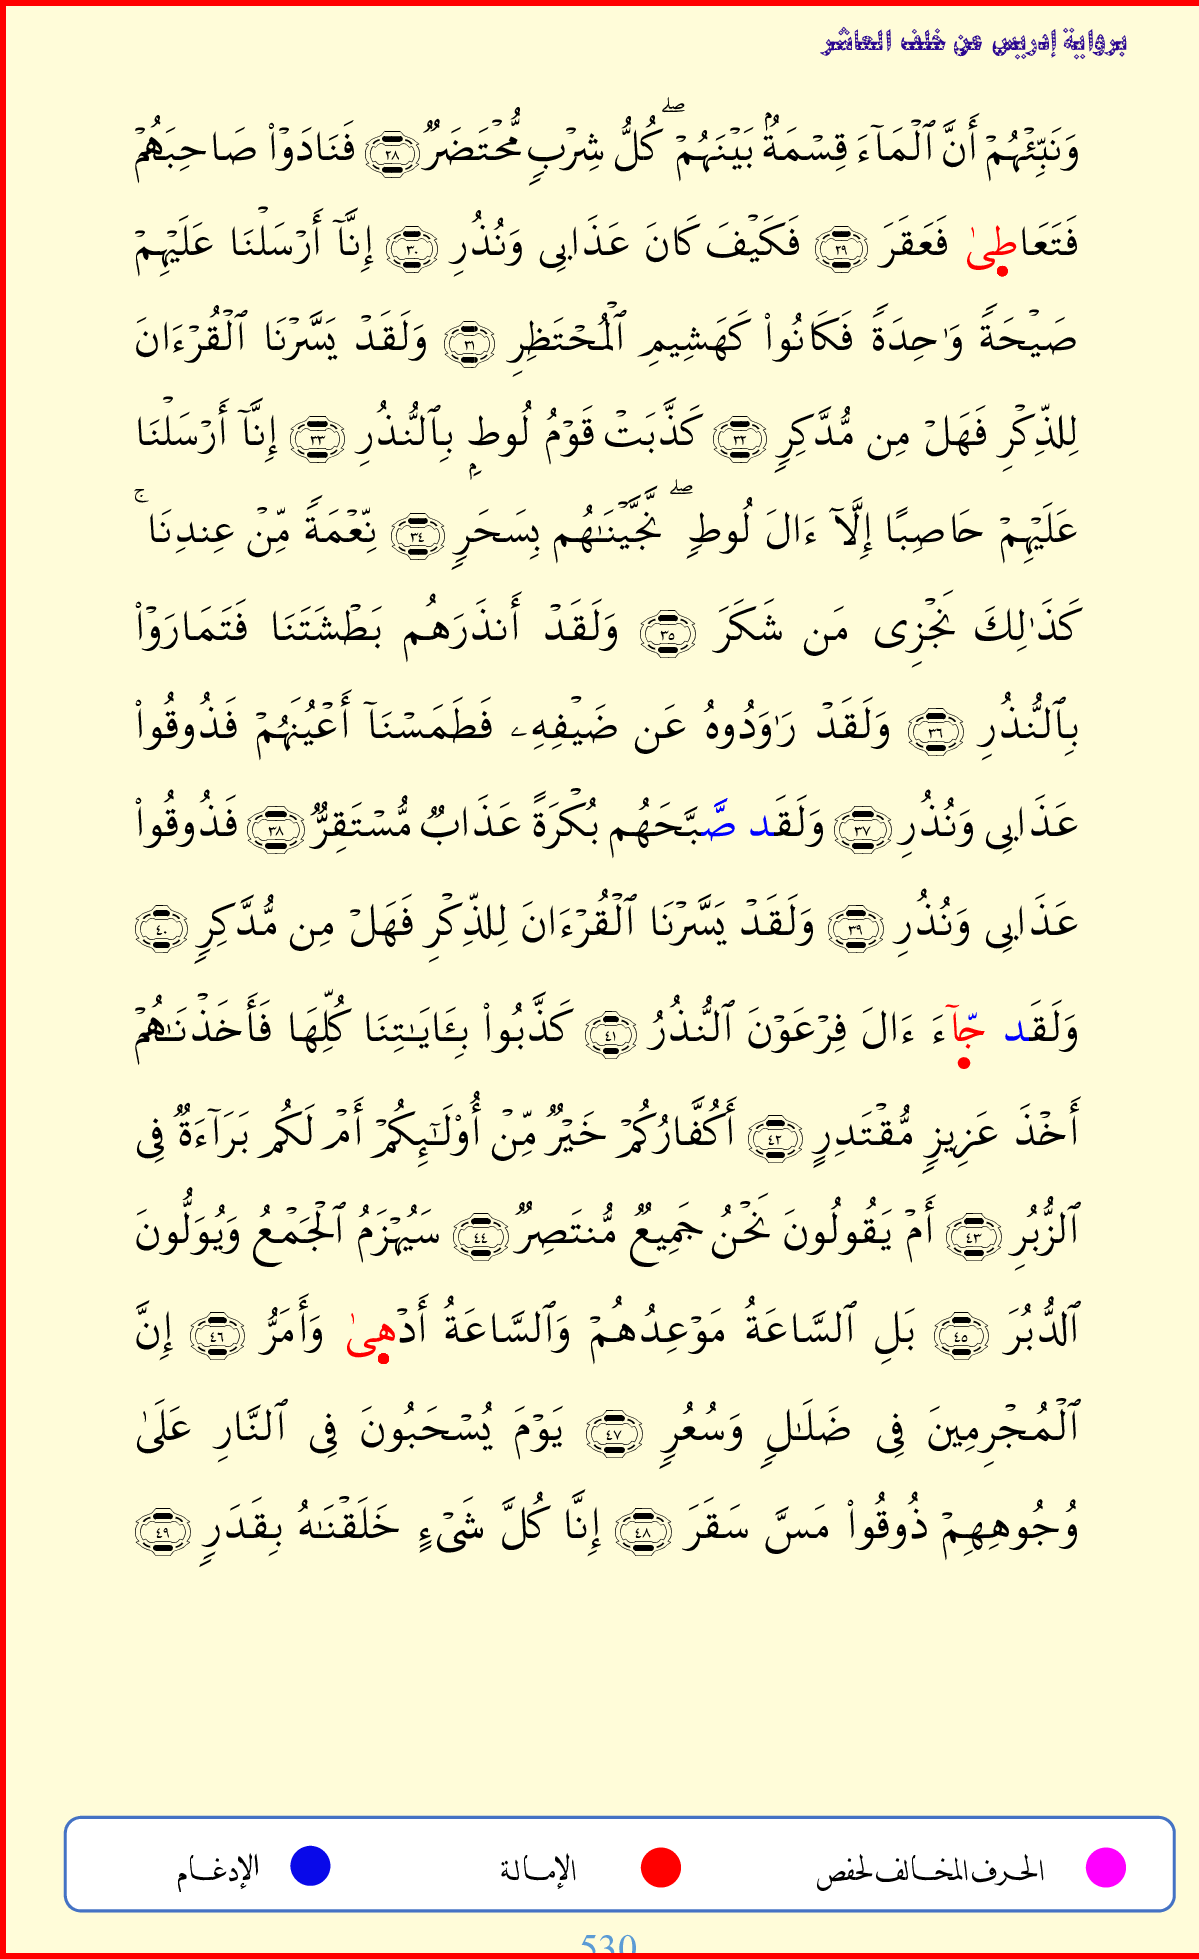 برواية إدريس عن خلف العاشر
وَنَبِّئۡهُمۡ أَنَّ ٱلۡمَآءَ قِسۡمَةُۢ بَيۡنَهُمۡۖ كُلُّ شِرۡبٖ مُّحۡتَضَرٞ ٢٨ فَنَادَوۡاْ صَاحِبَهُمۡ
فَتَعَاطِىٰ فَعَقَرَ ٢٩ فَكَيۡفَ كَانَ عَذَابِى وَنُذُرِ ٣٠ إِنَّآ أَرۡسَلۡنَا عَلَيۡهِمۡ
صَيۡحَةٗ وَٰحِدَةٗ فَكَانُواْ كَهَشِيمِ ٱلۡمُحۡتَظِرِ ٣١ وَلَقَدۡ يَسَّرۡنَا ٱلۡقُرۡءَانَ
لِلذِّكۡرِ فَهَلۡ مِن مُّدَّكِرٖ ٣٢ كَذَّبَتۡ قَوۡمُ لُوطِۭ بِٱلنُّذُرِ ٣٣ إِنَّآ أَرۡسَلۡنَا
عَلَيۡهِمۡ حَاصِبًا إِلَّآ ءَالَ لُوطٖۖ نَّجَّيۡنَٰهُم بِسَحَرٖ ٣٤ نِّعۡمَةٗ مِّنۡ عِندِنَاۚ
كَذَٰلِكَ نَجۡزِى مَن شَكَرَ ٣٥ وَلَقَدۡ أَنذَرَهُم بَطۡشَتَنَا فَتَمَارَوۡاْ
بِٱلنُّذُرِ ٣٦ وَلَقَدۡ رَٰوَدُوهُ عَن ضَيۡفِهِۦ فَطَمَسۡنَآ أَعۡيُنَهُمۡ فَذُوقُواْ
عَذَابِى وَنُذُرِ ٣٧ وَلَقَد صَّبَّحَهُم بُكۡرَةً عَذَابٞ مُّسۡتَقِرّٞ ٣٨ فَذُوقُواْ
عَذَابِى وَنُذُرِ ٣٩ وَلَقَدۡ يَسَّرۡنَا ٱلۡقُرۡءَانَ لِلذِّكۡرِ فَهَلۡ مِن مُّدَّكِرٖ ٤٠
وَلَقَد جِّآءَ ءَالَ فِرۡعَوۡنَ ٱلنُّذُرُ ٤١ كَذَّبُواْ بِـَٔايَٰتِنَا كُلِّهَا فَأَخَذۡنَٰهُمۡ
أَخۡذَ عَزِيزٖ مُّقۡتَدِرٍ ٤٢ أَكُفَّارُكُمۡ خَيۡرٞ مِّنۡ أُوْلَٰٓئِكُمۡ أَمۡ لَكُم بَرَآءَةٞ فِى
ٱلزُّبُرِ ٤٣ أَمۡ يَقُولُونَ نَحۡنُ جَمِيعٞ مُّنتَصِرٞ ٤٤ سَيُهۡزَمُ ٱلۡجَمۡعُ وَيُوَلُّونَ
ٱلدُّبُرَ ٤٥ بَلِ ٱلسَّاعَةُ مَوۡعِدُهُمۡ وَٱلسَّاعَةُ أَدۡهِىٰ وَأَمَرُّ ٤٦ إِنَّ
ٱلۡمُجۡرِمِينَ فِى ضَلَٰلٖ وَسُعُرٖ ٤٧ يَوۡمَ يُسۡحَبُونَ فِى ٱلنَّارِ عَلَىٰ
وُجُوهِهِمۡ ذُوقُواْ مَسَّ سَقَرَ ٤٨ إِنَّا كُلَّ شَىۡءٍ خَلَقۡنَٰهُ بِقَدَرٖ ٤٩
الحرف المخالف لحفص الإمالة الإدغام
530